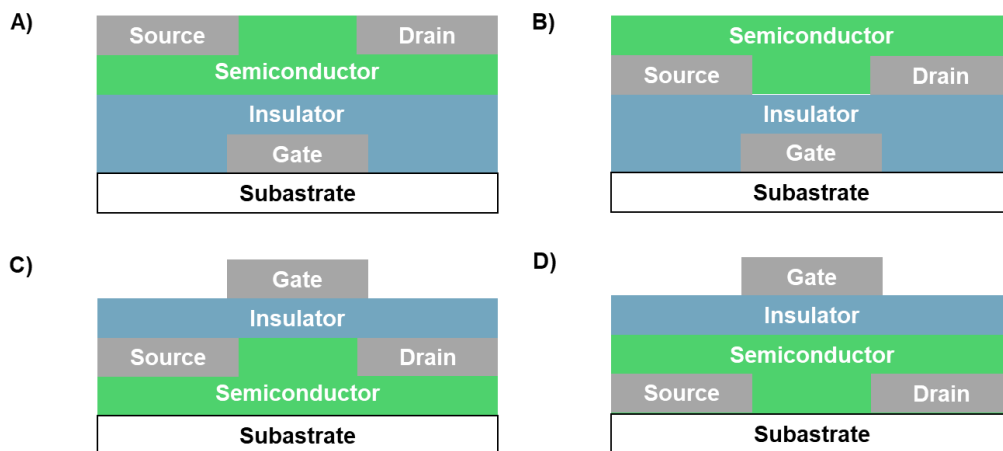 A)
Source Drain
Semiconductor
Insulator
Gate
Subastrate
B)
Semiconductor
Source Drain
Insulator
Gate
Subastrate
C)
Gate
Insulator
Source Drain
Semiconductor
Subastrate
D)
Gate
Insulator
Semiconductor
Source Drain
Subastrate